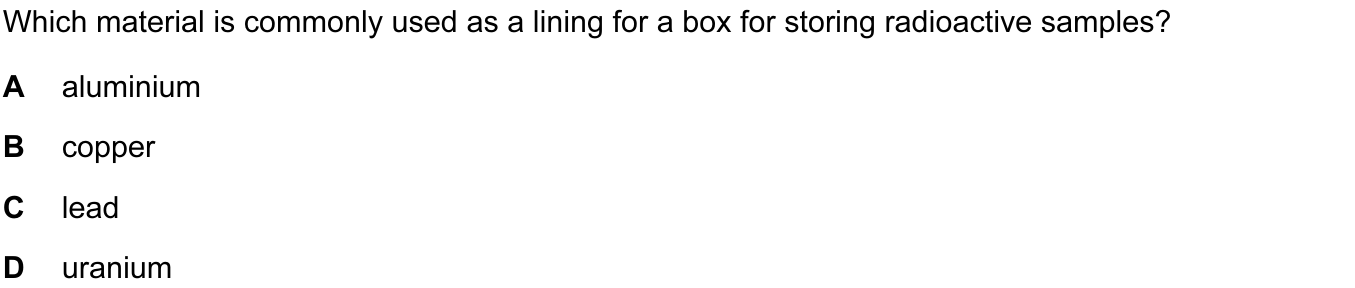 Which material is commonly used as a lining for a box for storing radioactive samples?
A aluminium
B copper
C lead
D uranium